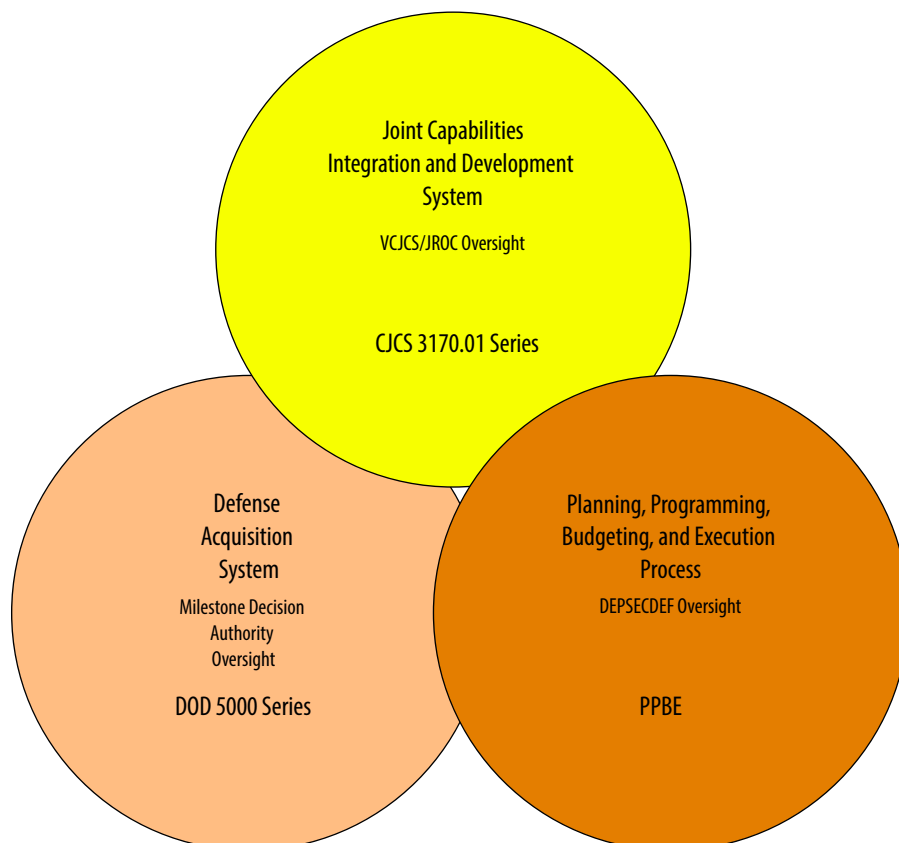 Joint Capabilities
Integration and Development
System
VCJCS/JROC Oversight
CJCS 3170.01 Series
Defense
Acquisition
System
Milestone Decision
Authority
Oversight
DOD 5000 Series
Planning, Programming,
Budgeting, and Execution
Process
DEPSECDEF Oversight
PPBE